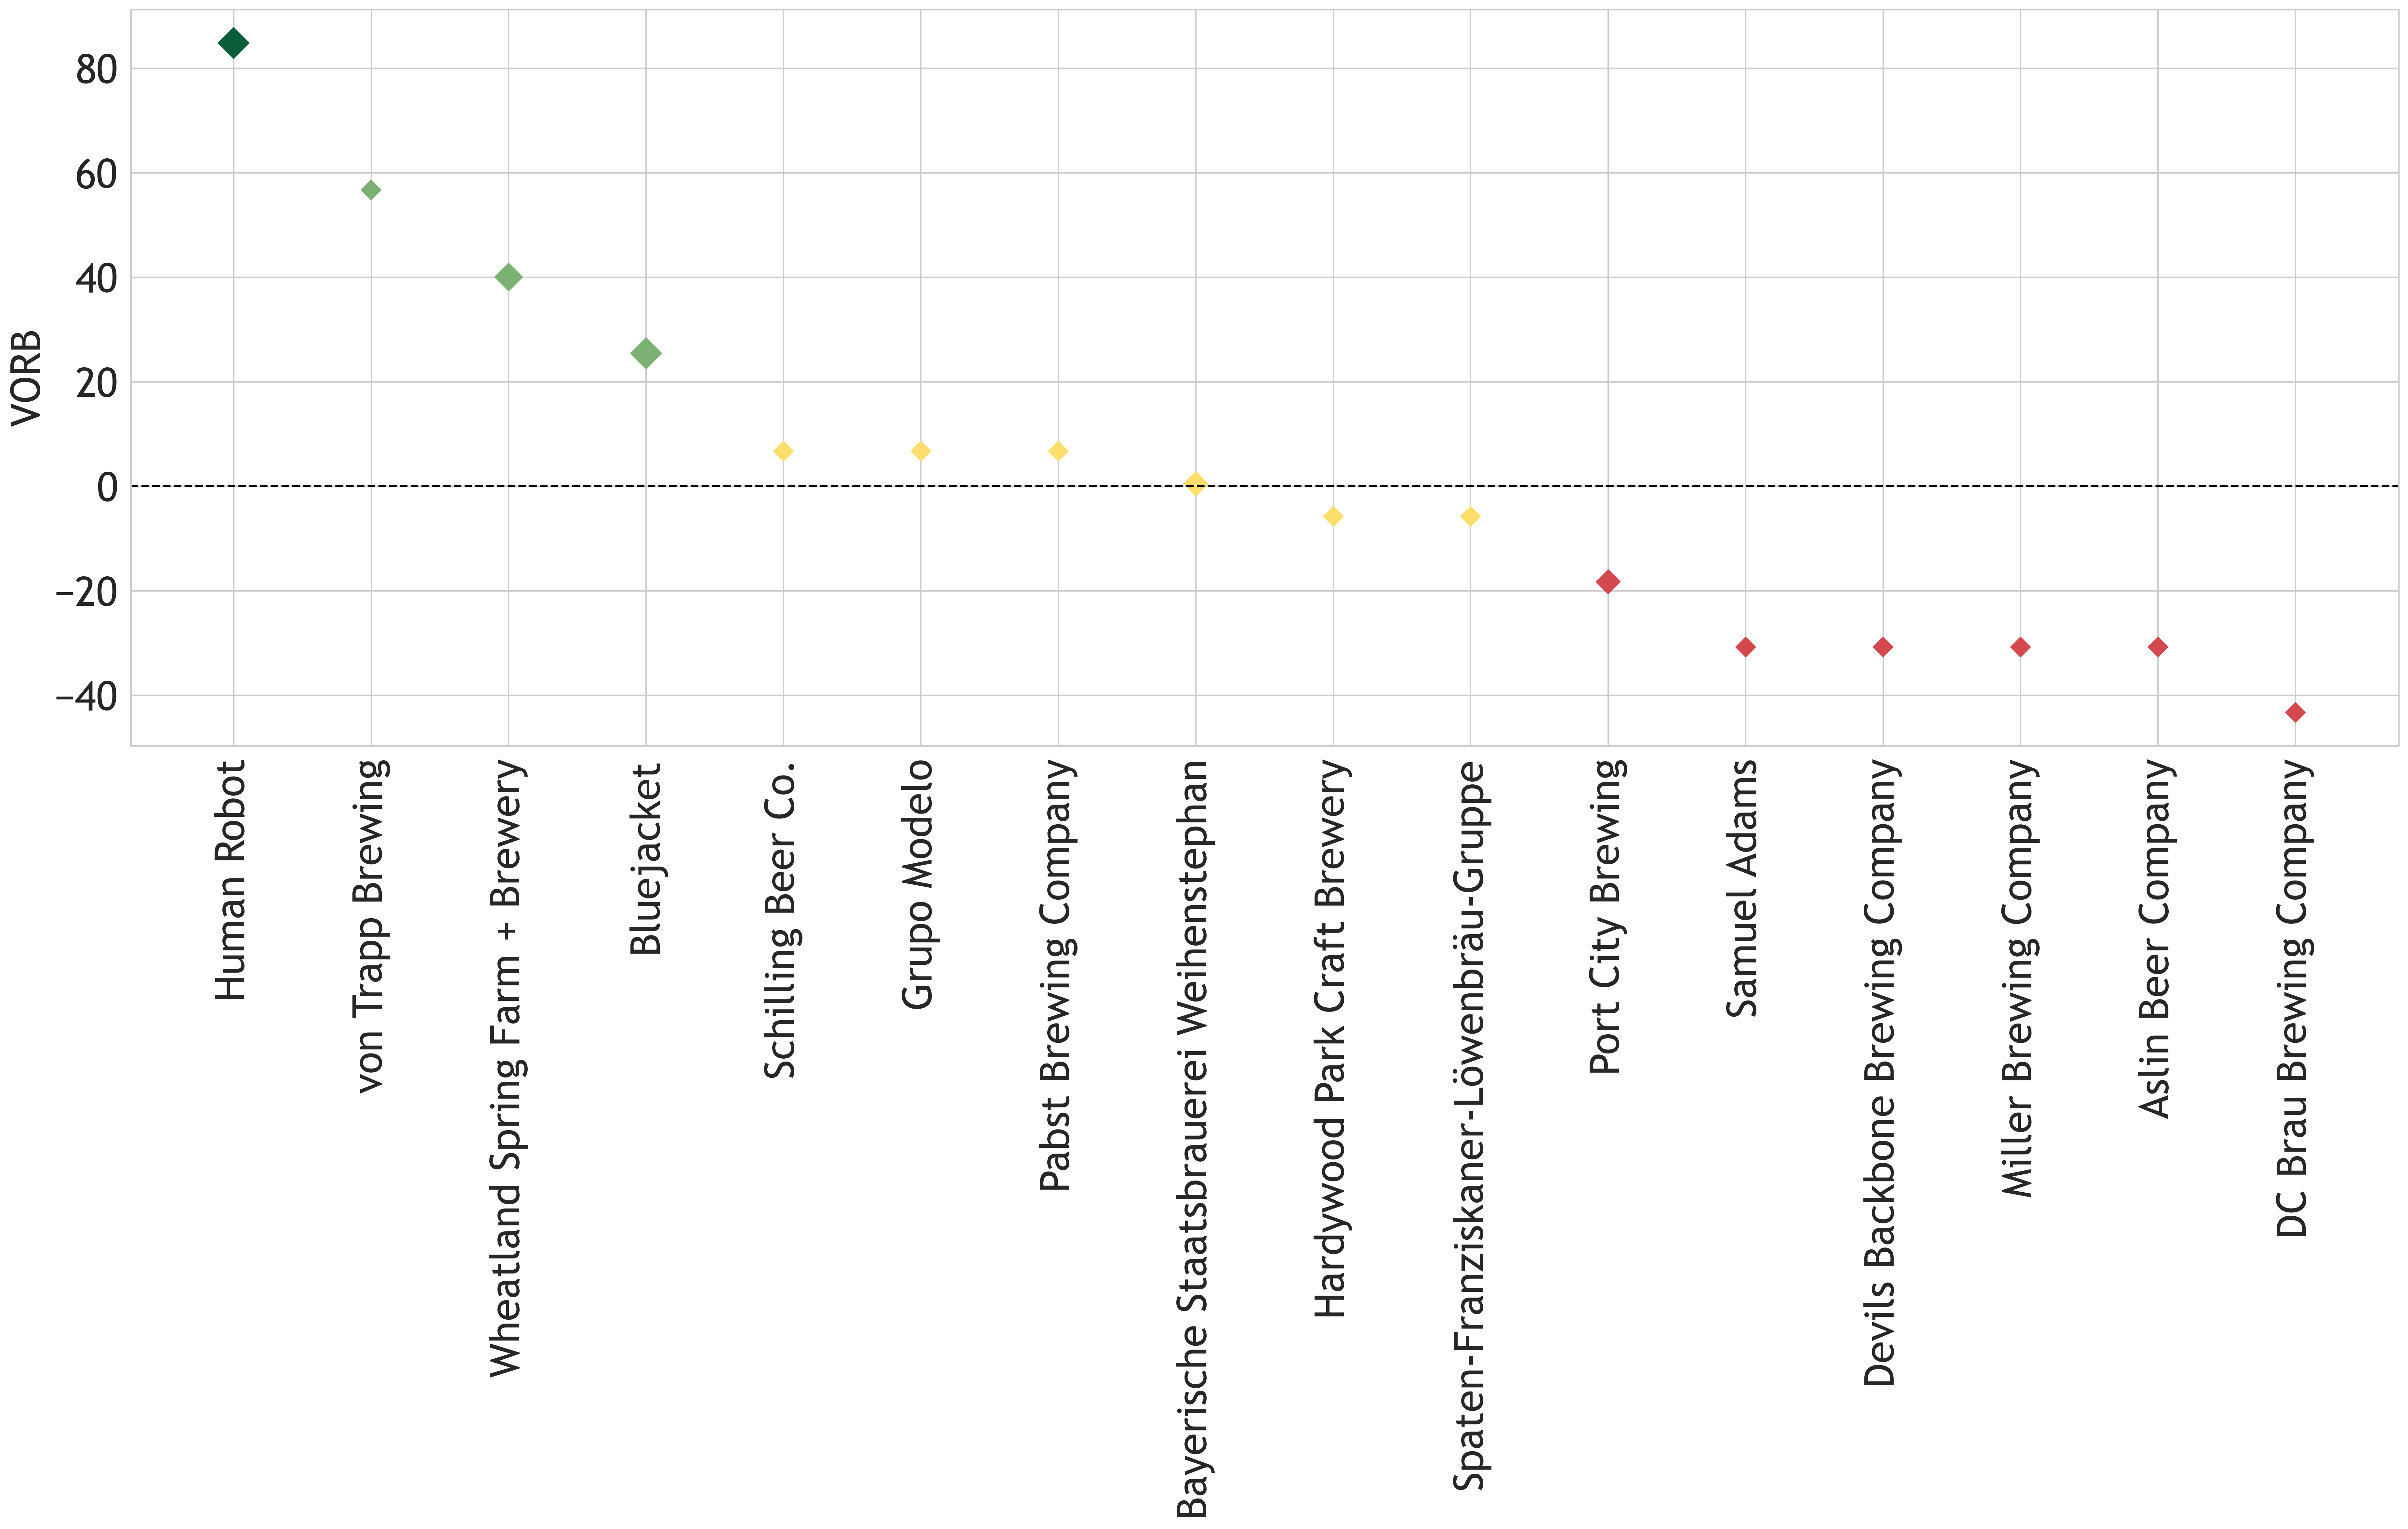 VORB
80
60
40
20
0
−20
−40
Human Robot
von Trapp Brewing
Wheatland Spring Farm + Brewery
Bluejacket
Schilling Beer Co.
Grupo Modelo
Pabst Brewing Company
Bayerische Staatsbrauerei Weihenstephan
Hardywood Park Craft Brewery
Spaten-Franziskaner-Löwenbräu-Gruppe
Port City Brewing
Samuel Adams
Devils Backbone Brewing Company
Miller Brewing Company
Aslin Beer Company
DC Brau Brewing Company